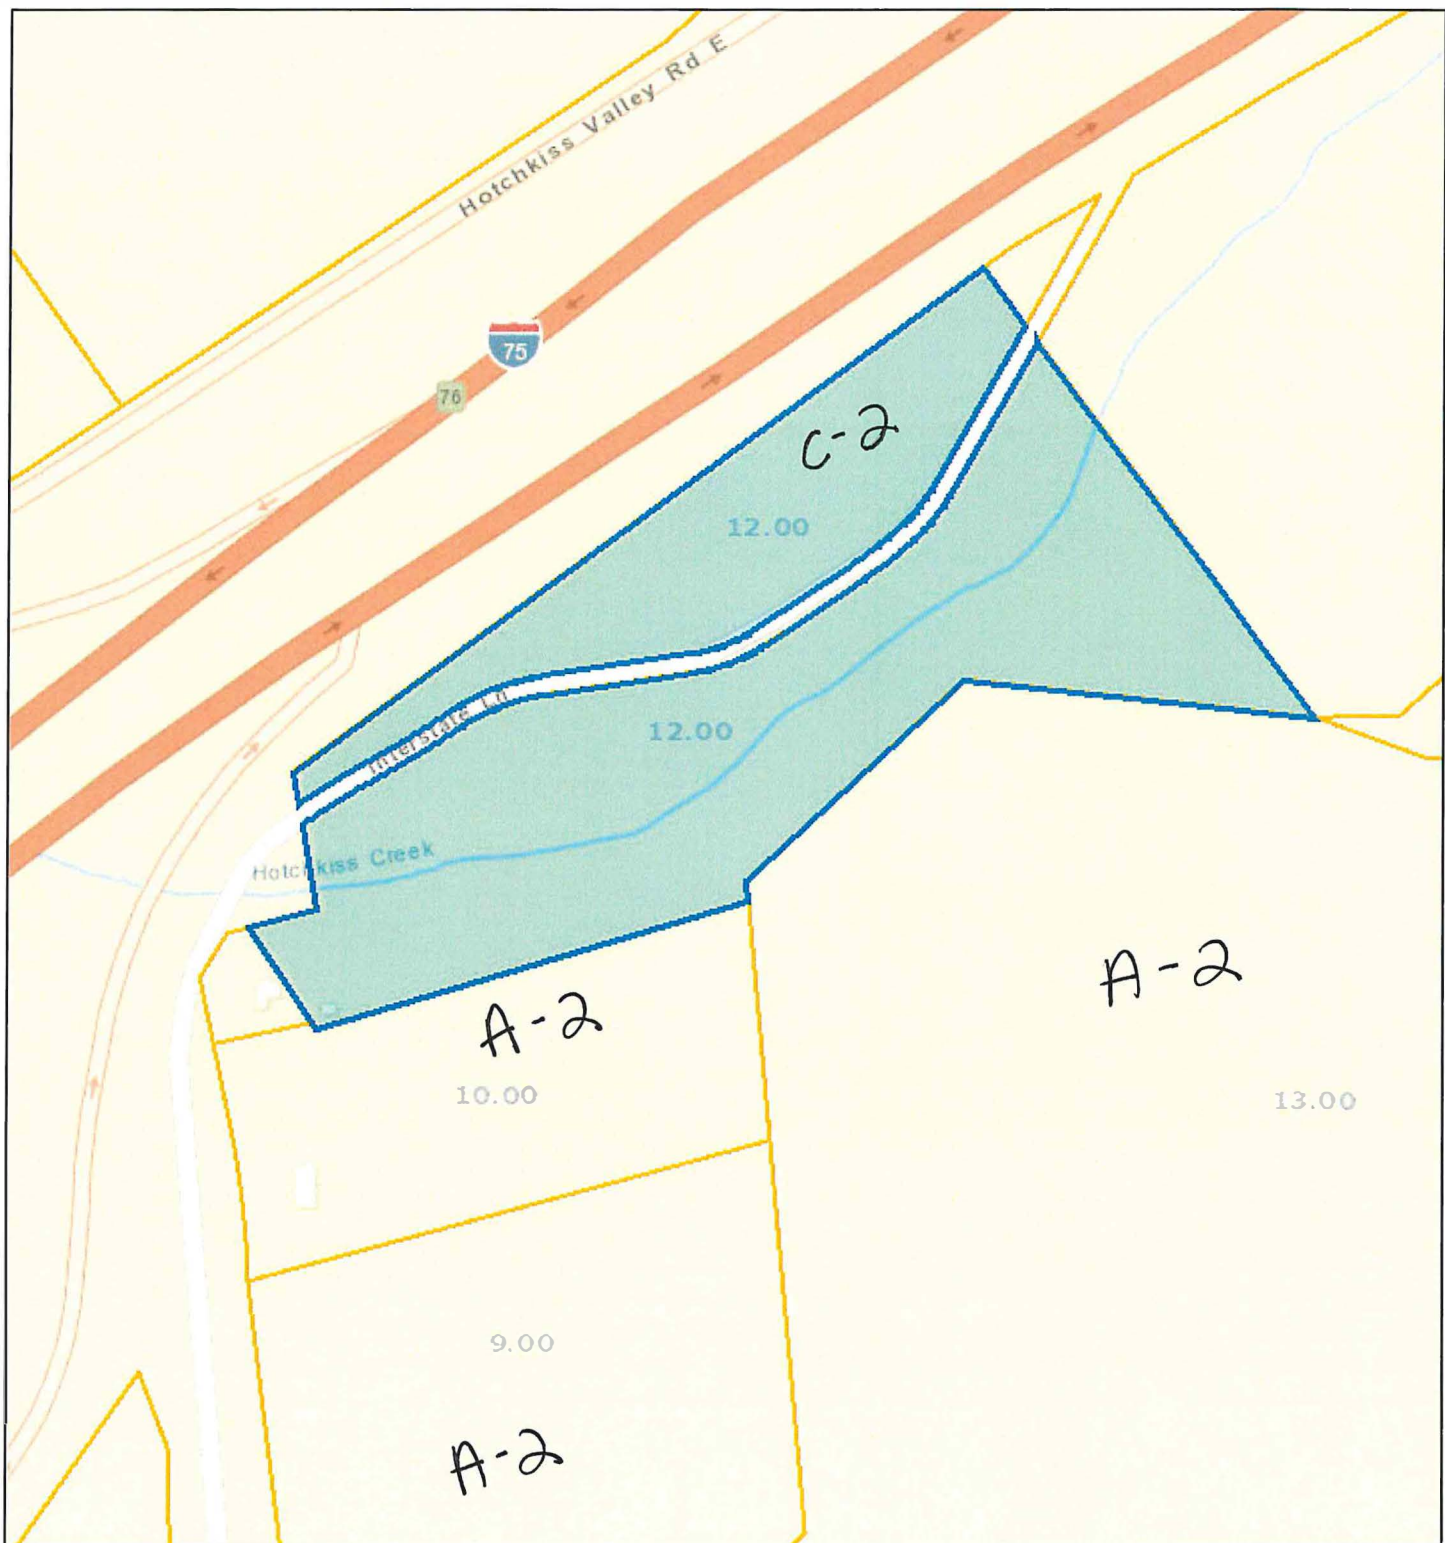 Hotchkiss Valley Rd E
75
76
C-2
12.00
Interstate Ln
12.00
Hotchkiss Creek
A-2
A-2
10.00
13.00
9.00
A-2